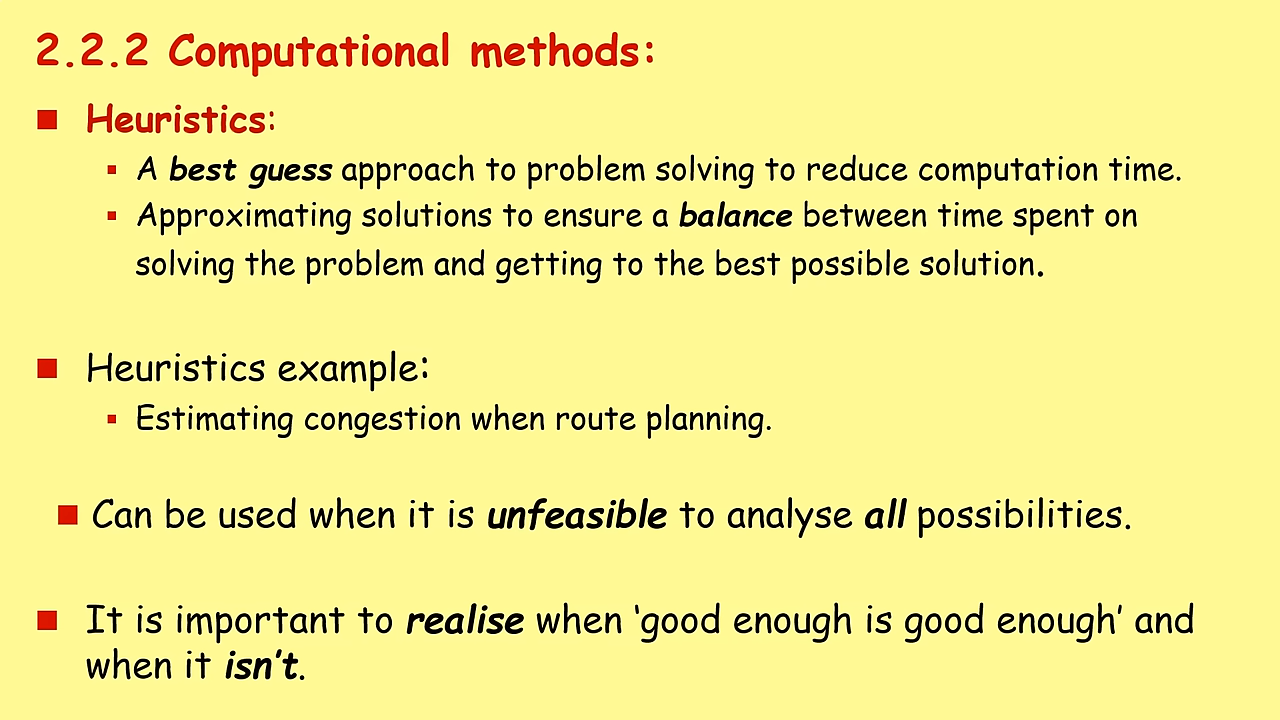 2.2.2 Computational methods:
Heuristics:
A best guess approach to problem solving to reduce computation time.
Approximating solutions to ensure a balance between time spent on
solving the problem and getting to the best possible solution.
Heuristics example:
Estimating congestion when route planning.
Can be used when it is unfeasible to analyse all possibilities.
It is important to realise when ‘good enough is good enough’ and
when it isn’t.